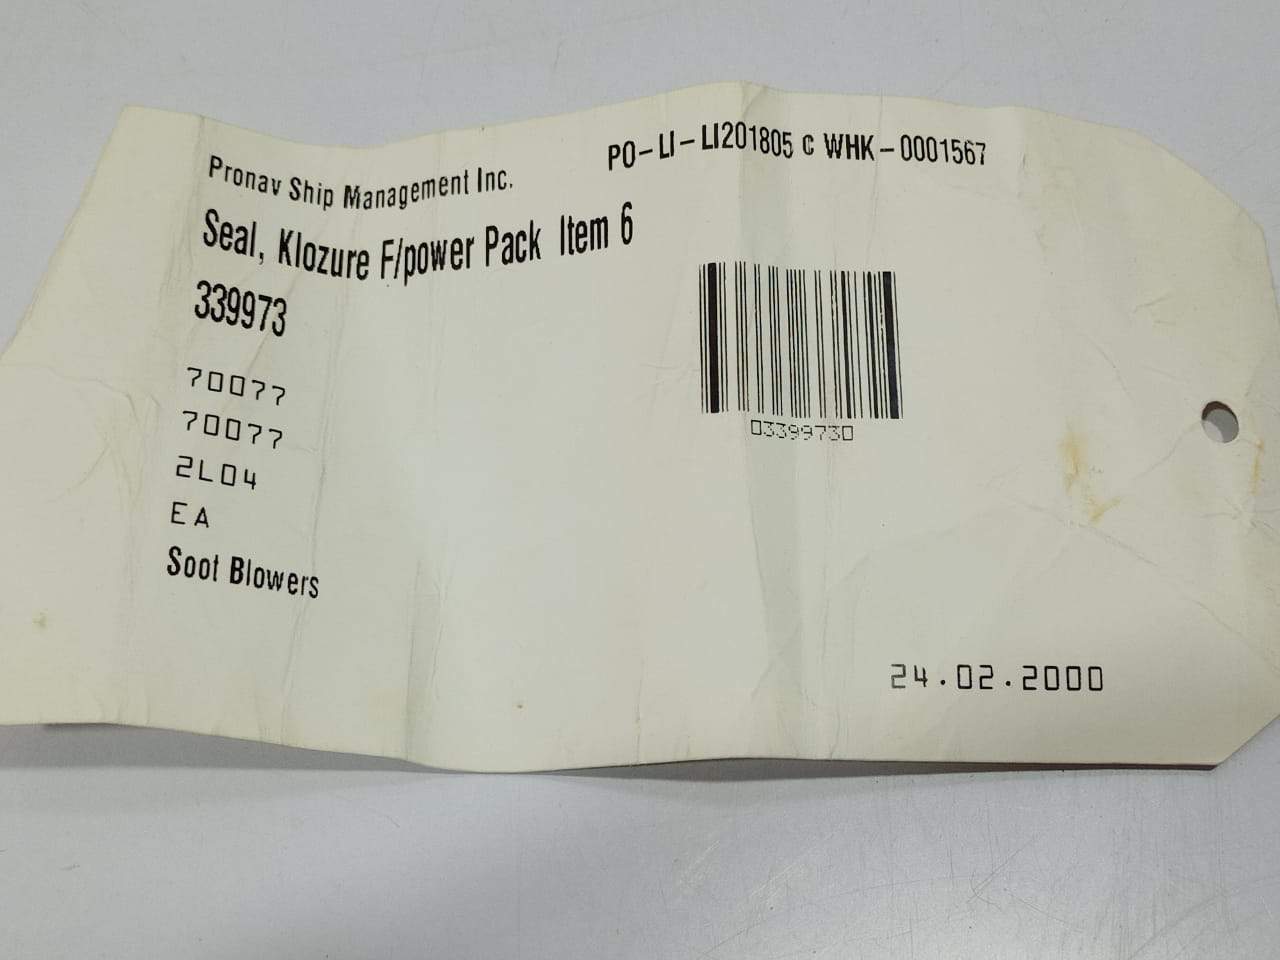 Pronav Ship Management Inc.
PO-LI-LI201805 C WHK-0001567
Seal, Klozure F/power Pack Item 6
339973
70077
70077
2L04
EA
Soot Blowers
03399730
24.02.2000